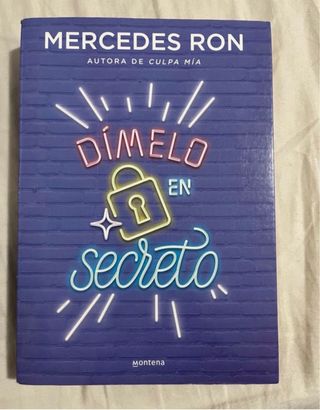 MERCEDES RON
AUTORA DE CULPA MÍA
DÍMELO
EN
secreto
Montena